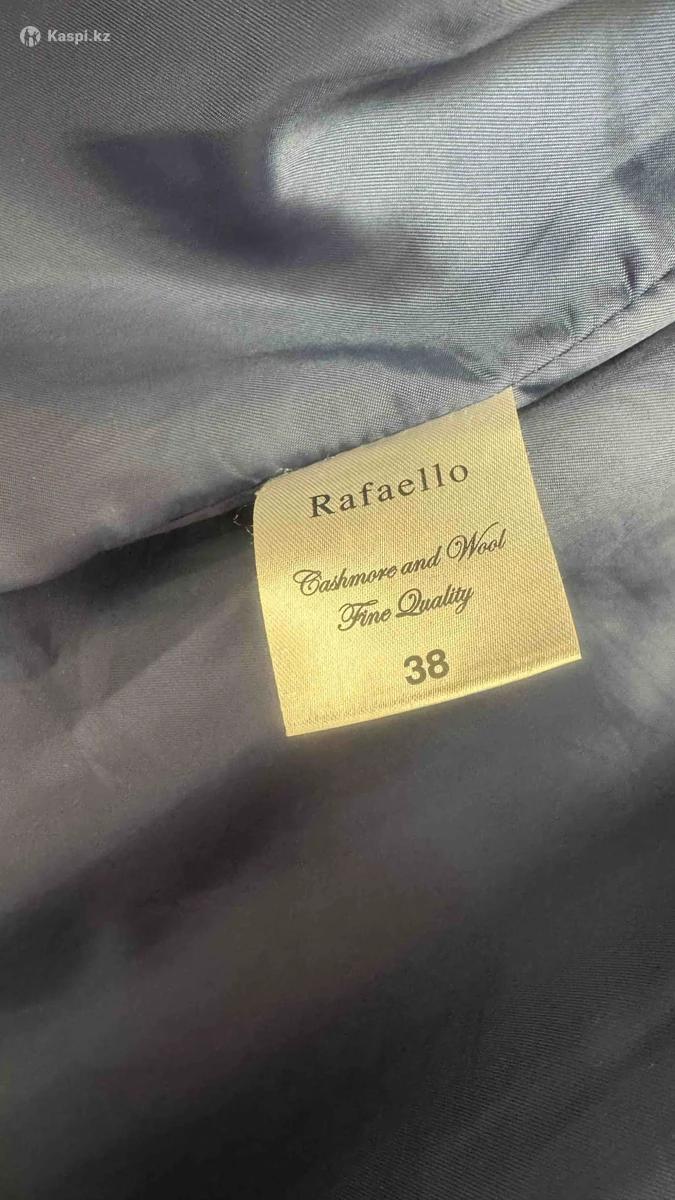 Kaspi.kz
Rafaello
Cashmore and Wool
Fine Quality
38